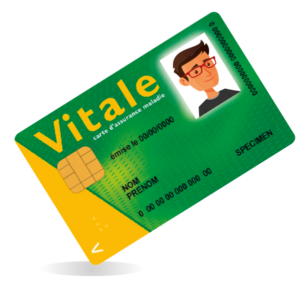 Vitale
carte d'assurance maladie
émise le 00/00/0000
NOM
PRENOM
SPECIMEN
0 00 00 00 000 000 00